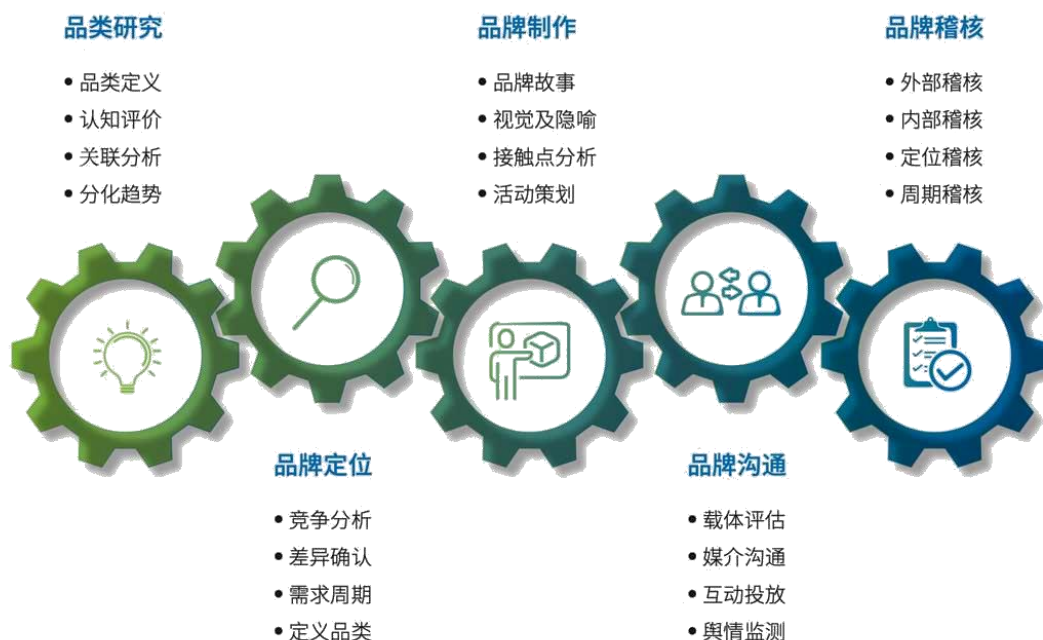 品类研究
• 品类定义
• 认知评价
• 关联分析
• 分化趋势
品牌制作
• 品牌故事
• 视觉及隐喻
• 接触点分析
• 活动策划
品牌稽核
• 外部稽核
• 内部稽核
• 定位稽核
• 周期稽核
品牌定位
• 竞争分析
• 差异确认
• 需求周期
• 定义品类
品牌沟通
• 载体评估
• 媒介沟通
• 互动投放
• 舆情监测